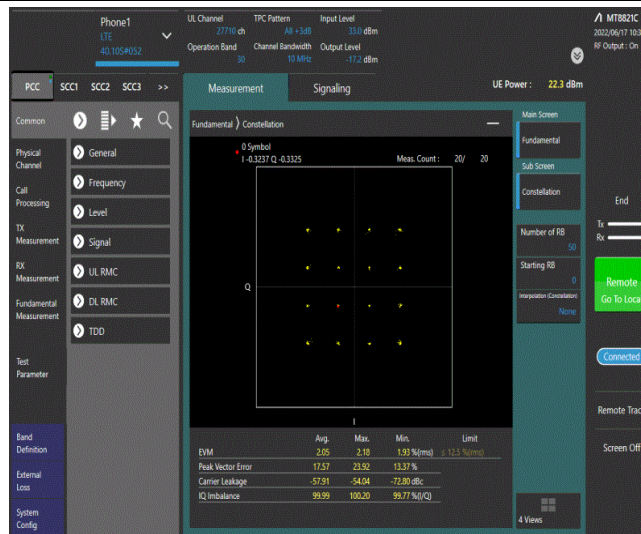 Phone1
LTE
40.10S#052
UL Channel
27710 ch
TPC Pattern
All +3dB
Input Level
33.0 dBm
Operation Band
30
Channel Bandwidth
10 MHz
Output Level
-17.2 dBm
MT8821C
2022/06/17 10:3
RF Output : On
PCC
SCC1
SCC2
SCC3
>>
Measurement
Signaling
UE Power : 22.3 dBm
Common
Physical
Channel
Call
Processing
TX
Measurement
RX
Measurement
Fundamental
Measurement
Test
Parameter
Band
Definition
External
Loss
System
Config
General
Frequency
Level
Signal
UL RMC
DL RMC
TDD
Fundamental 》 Constellation
0 Symbol
I -0.3237 Q -0.3325
Meas. Count : 20/ 20
Q
I
Avg. Max. Min. Limit
EVM 2.05 2.18 1.93 %(rms) ≤ 12.5 %(rms)
Peak Vector Error 17.57 23.92 13.37 %
Carrier Leakage -57.91 -54.04 -72.80 dBc
IQ Imbalance 99.99 100.20 99.77 %(I/Q)
Main Screen
Fundamental
Sub Screen
Constellation
Number of RB
50
Starting RB
0
Interpolation (Constellation)
None
4 Views
End
Tx
Rx
Remote
Go To Loca
Connected
Remote Trac
Screen Off